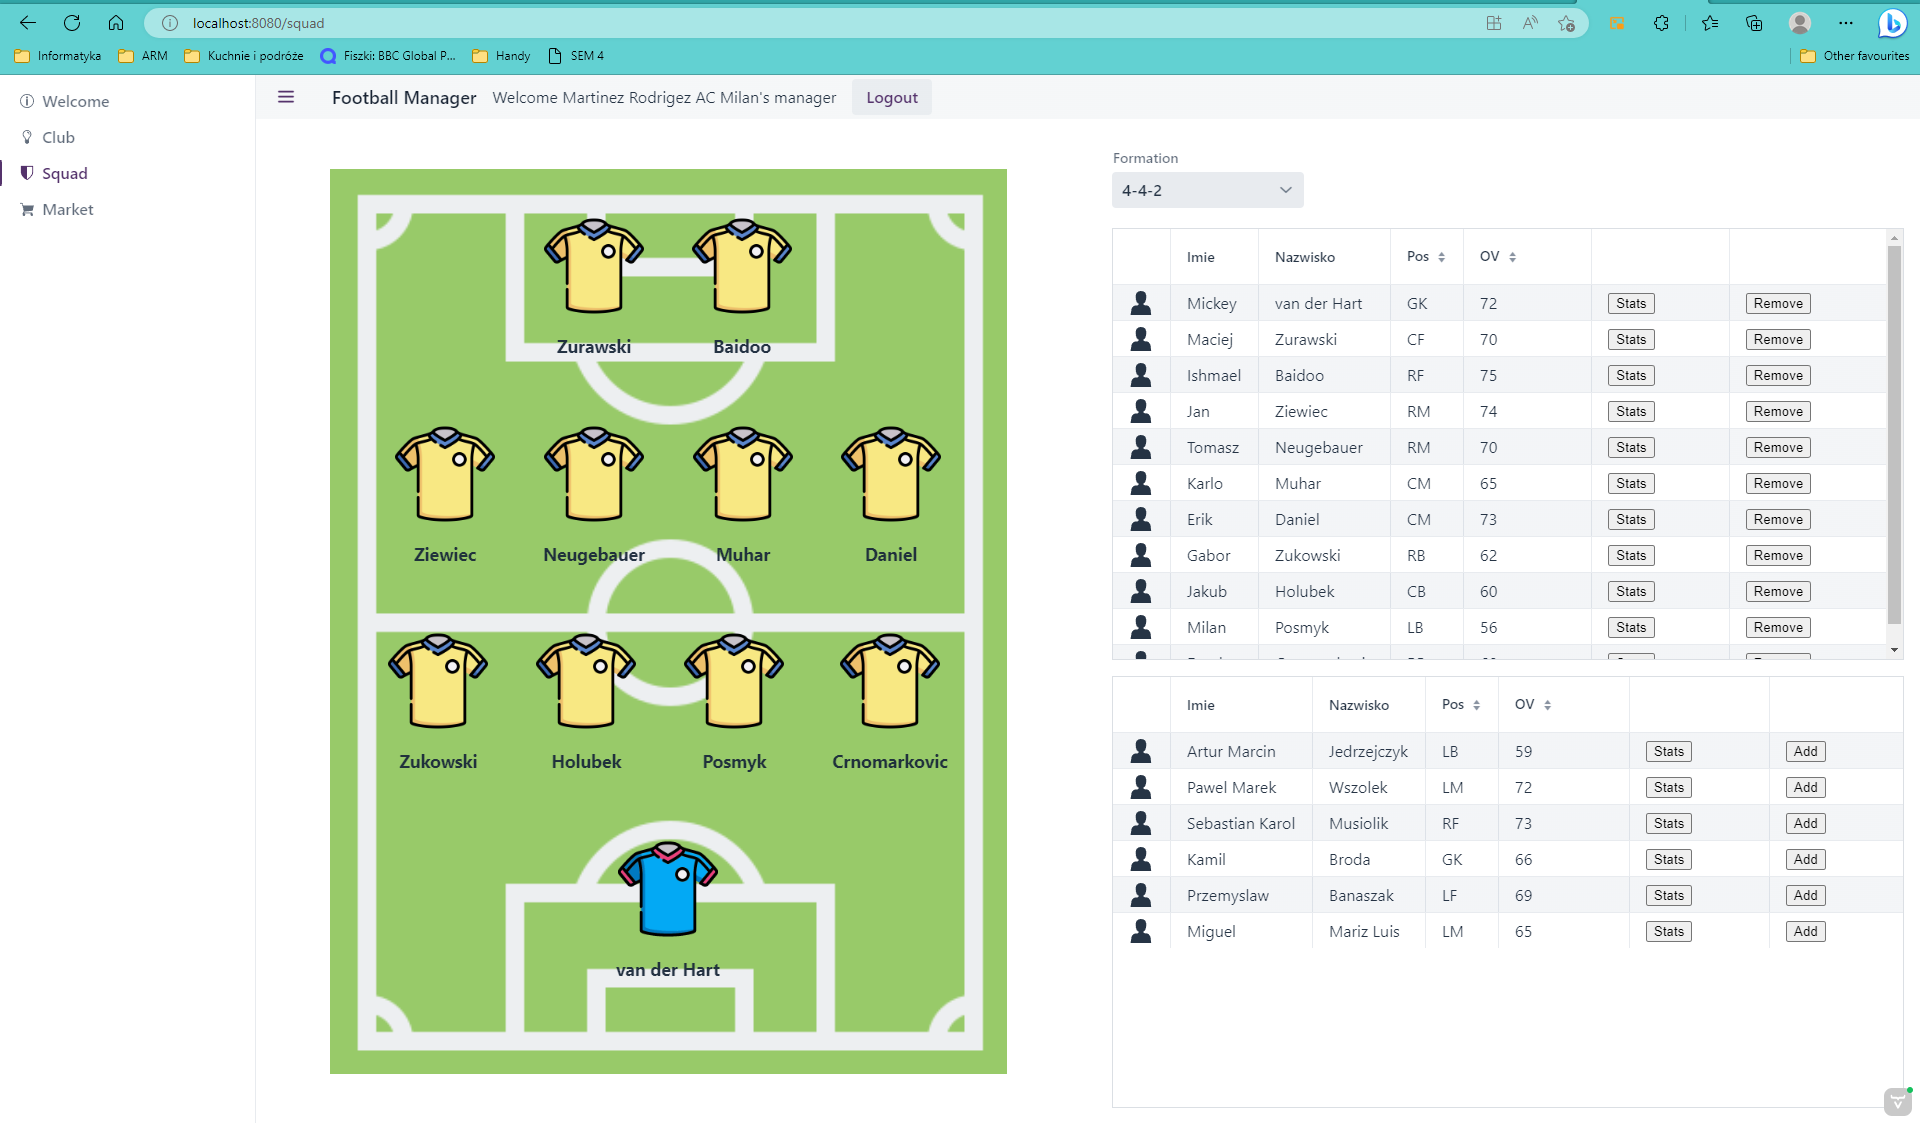 localhost:8080/squad
Informatyka ARM Kuchnie i podróże Fiszki: BBC Global P... Handy SEM 4 Other favourites
Welcome
Club
Squad
Market
Football Manager Welcome Martinez Rodrigez AC Milan's manager Logout
Zurawski Baidoo
Ziewiec Neugebauer Muhar Daniel
Zukowski Holubek Posmyk Crnomarkovic
van der Hart
Formation
4-4-2
Imie Nazwisko Pos OV
Mickey van der Hart GK 72 Stats Remove
Maciej Zurawski CF 70 Stats Remove
Ishmael Baidoo RF 75 Stats Remove
Jan Ziewiec RM 74 Stats Remove
Tomasz Neugebauer RM 70 Stats Remove
Karlo Muhar CM 65 Stats Remove
Erik Daniel CM 73 Stats Remove
Gabor Zukowski RB 62 Stats Remove
Jakub Holubek CB 60 Stats Remove
Milan Posmyk LB 56 Stats Remove
Imie Nazwisko Pos OV
Artur Marcin Jedrzejczyk LB 59 Stats Add
Pawel Marek Wszolek LM 72 Stats Add
Sebastian Karol Musiolik RF 73 Stats Add
Kamil Broda GK 66 Stats Add
Przemyslaw Banaszak LF 69 Stats Add
Miguel Mariz Luis LM 65 Stats Add